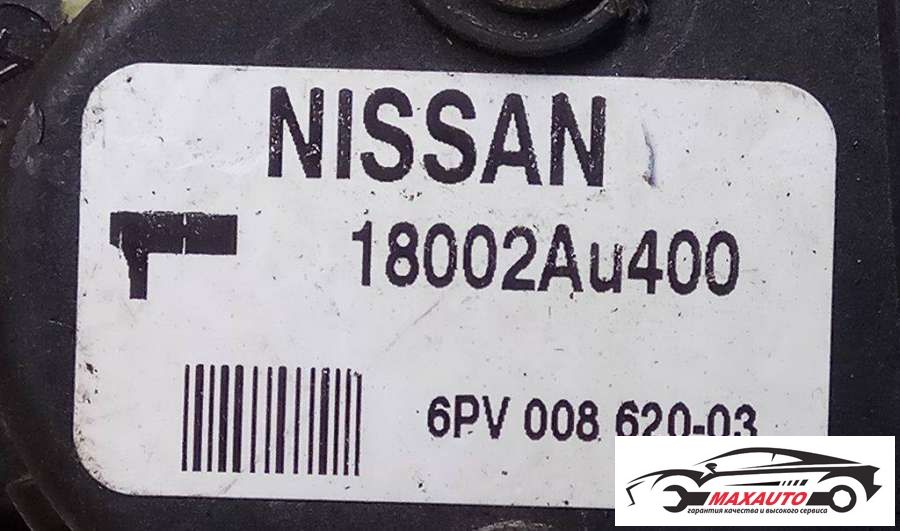 NISSAN
18002Au400
6PV 008 620-03
MAXAUTO
гарантия качества и высокого сервиса